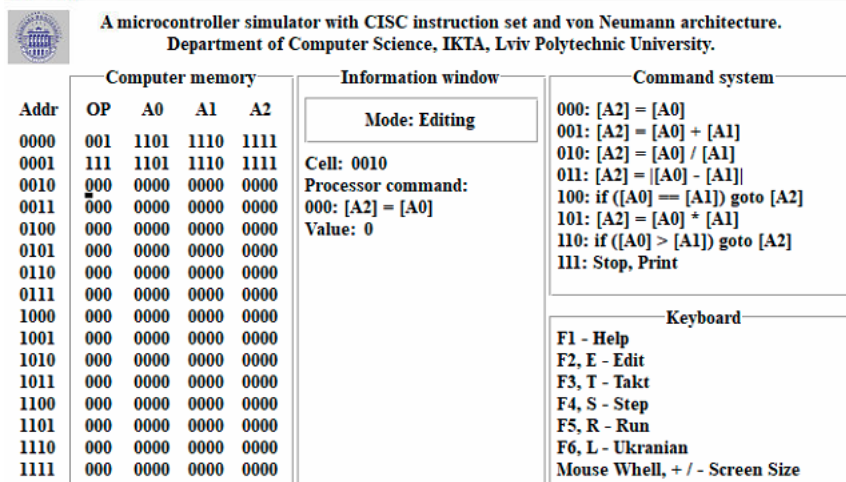 A microcontroller simulator with CISC instruction set and von Neumann architecture.
Department of Computer Science, IKTA, Lviv Polytechnic University.
Computer memory
Addr OP A0 A1 A2
0000 001 1101 1110 1111
0001 111 1101 1110 1111
0010 000 0000 0000 0000
0011 000 0000 0000 0000
0100 000 0000 0000 0000
0101 000 0000 0000 0000
0110 000 0000 0000 0000
0111 000 0000 0000 0000
1000 000 0000 0000 0000
1001 000 0000 0000 0000
1010 000 0000 0000 0000
1011 000 0000 0000 0000
1100 000 0000 0000 0000
1101 000 0000 0000 0000
1110 000 0000 0000 0000
1111 000 0000 0000 0000
Information window
Mode: Editing
Cell: 0010
Processor command:
000: [A2] = [A0]
Value: 0
Command system
000: [A2] = [A0]
001: [A2] = [A0] + [A1]
010: [A2] = [A0] / [A1]
011: [A2] = |[A0] - [A1]|
100: if ([A0] == [A1]) goto [A2]
101: [A2] = [A0] * [A1]
110: if ([A0] > [A1]) goto [A2]
111: Stop, Print
Keyboard
F1 - Help
F2, E - Edit
F3, T - Takt
F4, S - Step
F5, R - Run
F6, L - Ukranian
Mouse Whell, + / - Screen Size